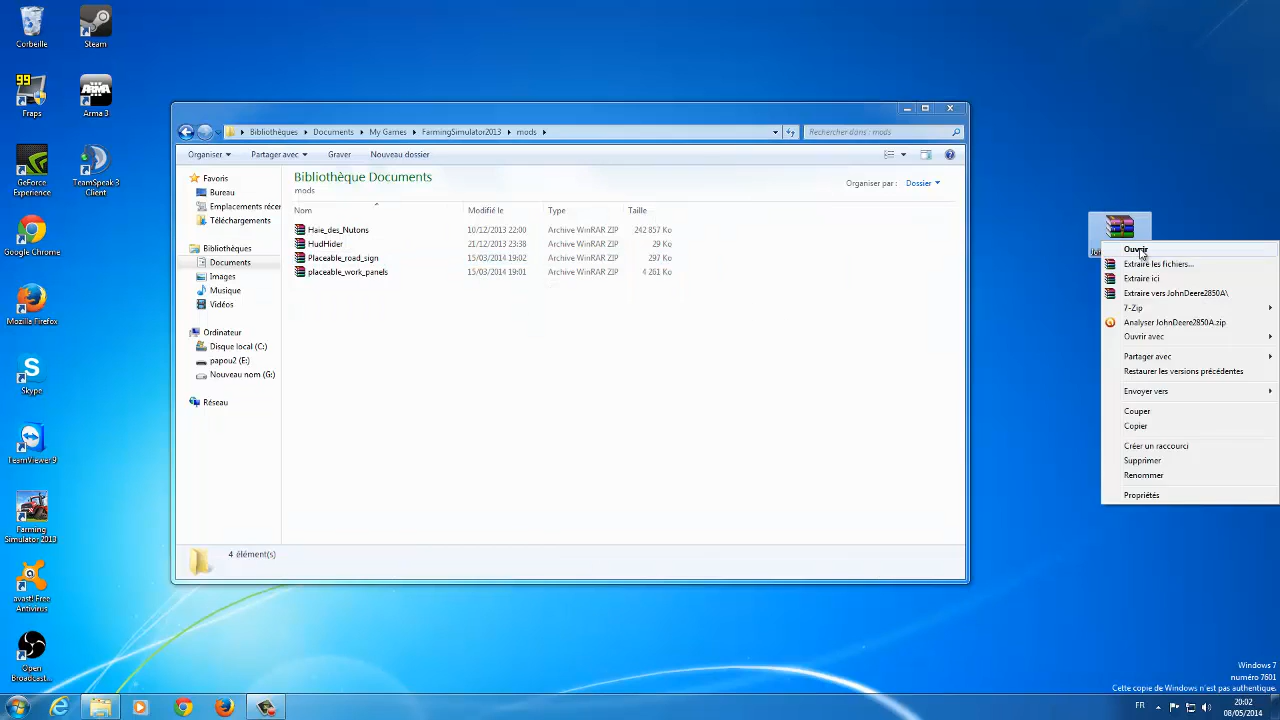 Corbeille
Steam
99
Fraps
ARMA
Arma 3
GeForce Experience
TeamSpeak 3 Client
Google Chrome
Mozilla Firefox
Skype
TeamViewer 9
Farming Simulator 2013
avast! Free Antivirus
Open Broadcast...
Bibliothèques Documents My Games FarmingSimulator2013 mods
Rechercher dans : mods
Organiser Partager avec Graver Nouveau dossier
Favoris
Bureau
Emplacements récer
Téléchargements
Bibliothèques
Documents
Images
Musique
Vidéos
Ordinateur
Disque local (C:)
papou2 (E:)
Nouveau nom (G:)
Réseau
Bibliothèque Documents
mods
Organiser par : Dossier
Nom Modifié le Type Taille
Haie_des_Nutons 10/12/2013 22:00 Archive WinRAR ZIP 242 857 Ko
HudHider 21/12/2013 23:38 Archive WinRAR ZIP 29 Ko
Placeable_road_sign 15/03/2014 19:02 Archive WinRAR ZIP 297 Ko
placeable_work_panels 15/03/2014 19:01 Archive WinRAR ZIP 4 261 Ko
4 élément(s)
Ouvrir
Extraire les fichiers...
Extraire ici
Extraire vers JohnDeere2850A\
7-Zip
Analyser JohnDeere2850A.zip
Ouvrir avec
Partager avec
Restaurer les versions précédentes
Envoyer vers
Couper
Copier
Créer un raccourci
Supprimer
Renommer
Propriétés
Windows 7
numéro 7601
Cette copie de Windows n'est pas authentique.
FR
20:02
08/05/2014